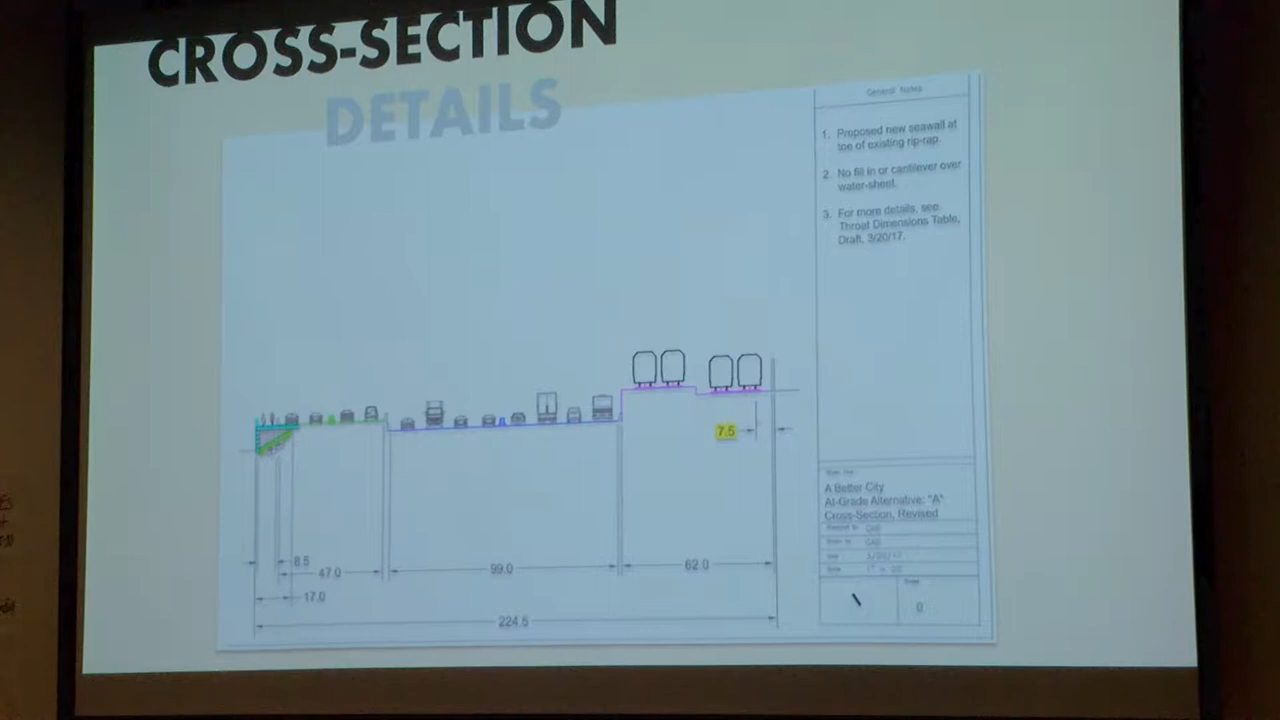 CROSS-SECTION
DETAILS
General Notes
1. Proposed new seawall at
toe of existing rip-rap.
2. No fill in or cantilever over
water-sheet.
3. For more details, see
Throat Dimensions Table,
Draft, 3/20/17.
7.5
A Better City
At-Grade Alternative: "A"
Cross-Section, Revised
8.5
47.0
99.0
62.0
17.0
224.5
0